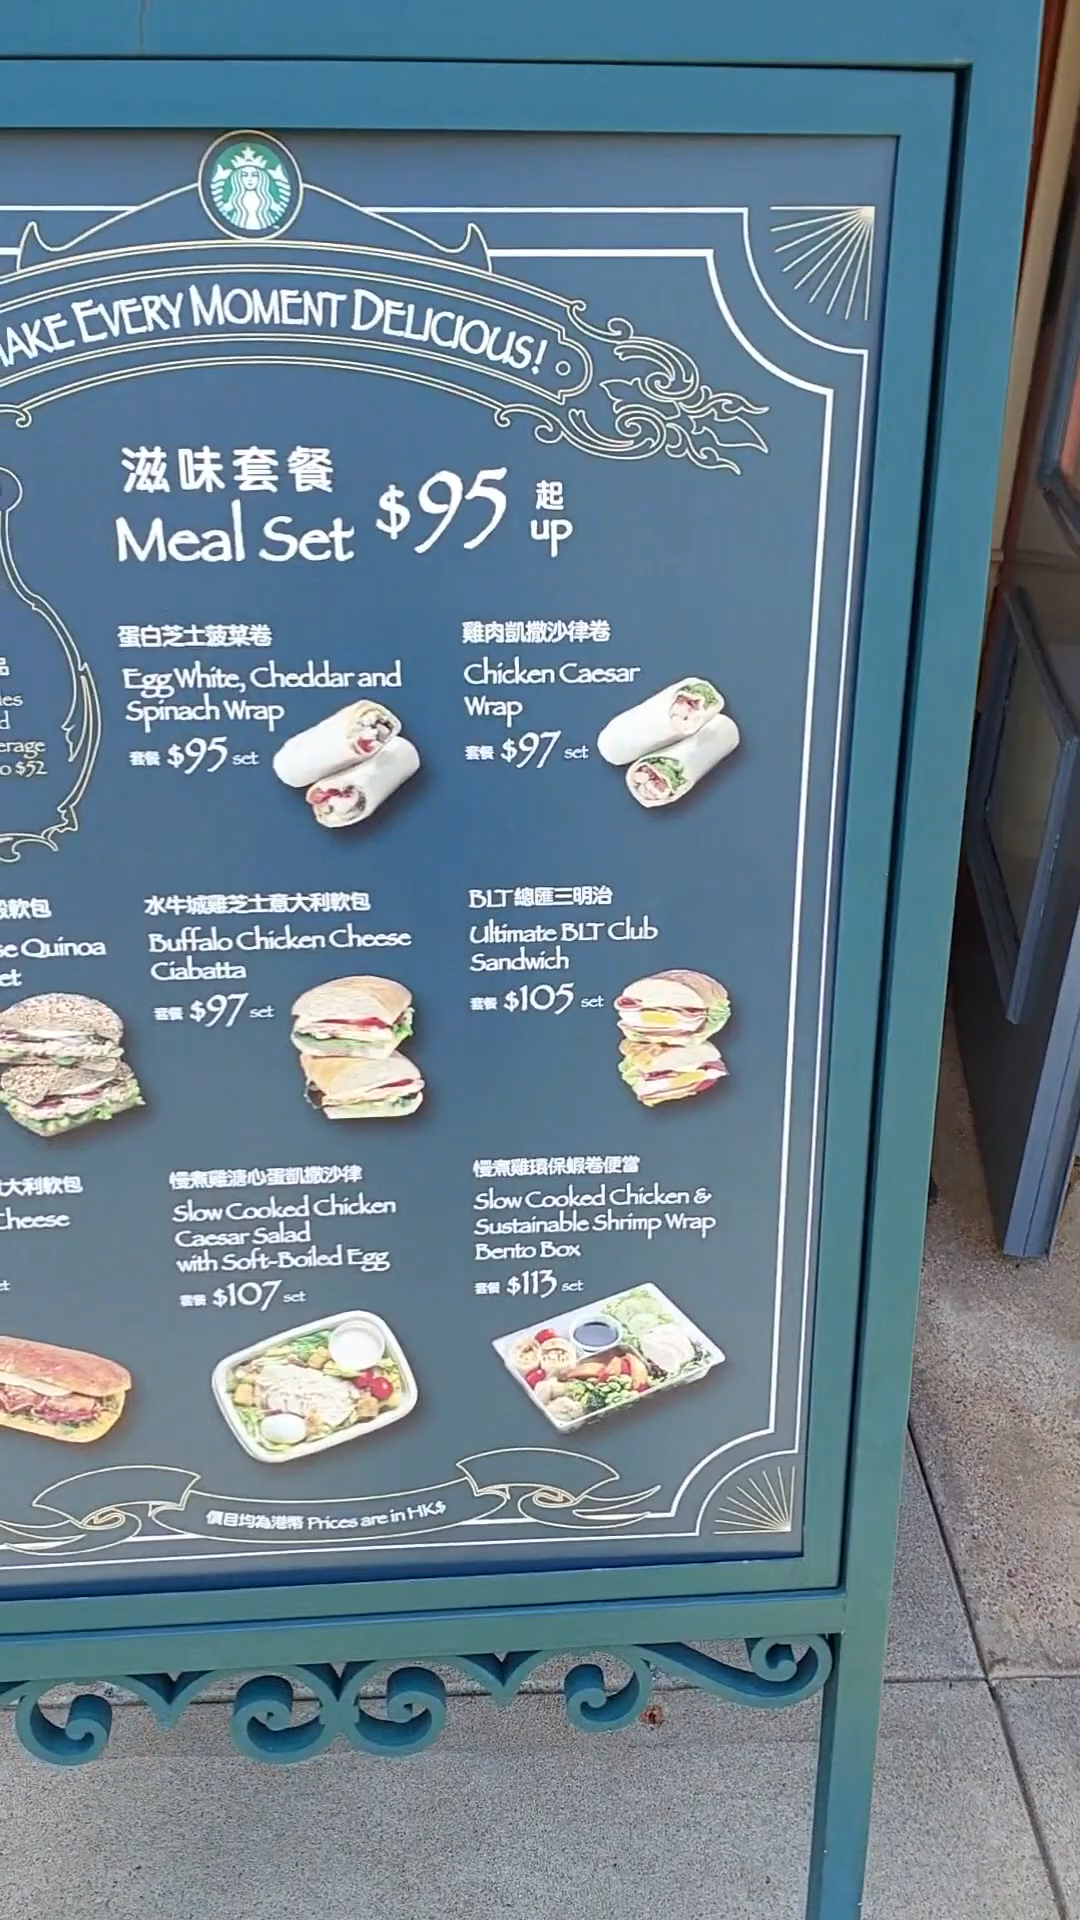 AKE EVERY MOMENT DELICIOUS!
滋味套餐
Meal Set $95 起 up
蛋白芝士菠菜卷
Egg White, Cheddar and
Spinach Wrap
套餐 $95 set
雞肉凱撒沙律卷
Chicken Caesar
Wrap
套餐 $97 set
品
erage
o $52
軟包
se Quinoa
et
水牛城雞芝士意大利軟包
Buffalo Chicken Cheese
Ciabatta
套餐 $97 set
BLT 總匯三明治
Ultimate BLT Club
Sandwich
套餐 $105 set
大利軟包
Cheese
慢煮雞溏心蛋凱撒沙律
Slow Cooked Chicken
Caesar Salad
with Soft-Boiled Egg
套餐 $107 set
慢煮雞環保蝦卷便當
Slow Cooked Chicken &
Sustainable Shrimp Wrap
Bento Box
套餐 $113 set
價目均為港幣 Prices are in HK$